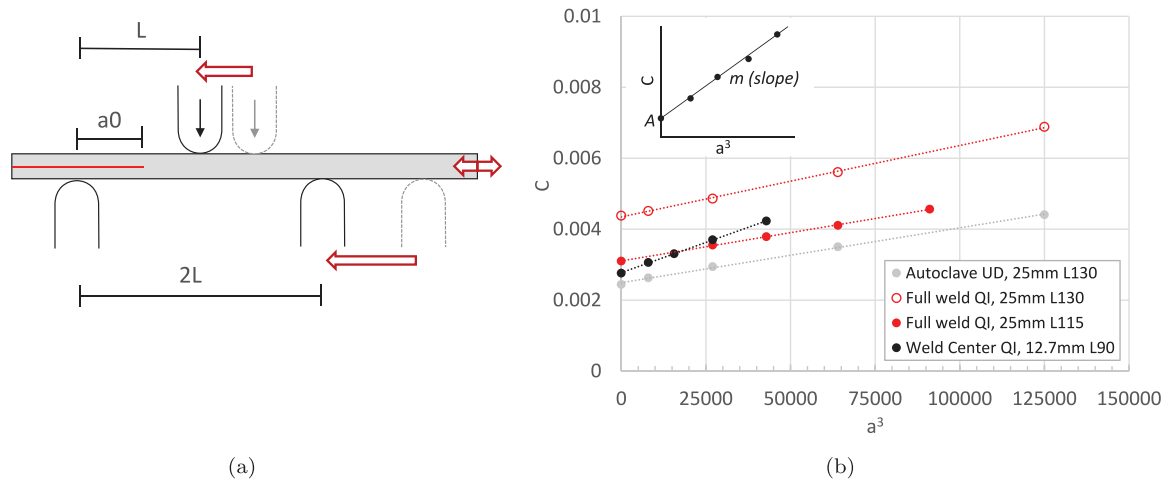 L
a0
2L
(a)
0.01
0.008
0.006
0.004
0.002
0
C
0 25000 50000 75000 100000 125000 150000
a³
C
A
m (slope)
a³
Autoclave UD, 25mm L130
Full weld QI, 25mm L130
Full weld QI, 25mm L115
Weld Center QI, 12.7mm L90
(b)